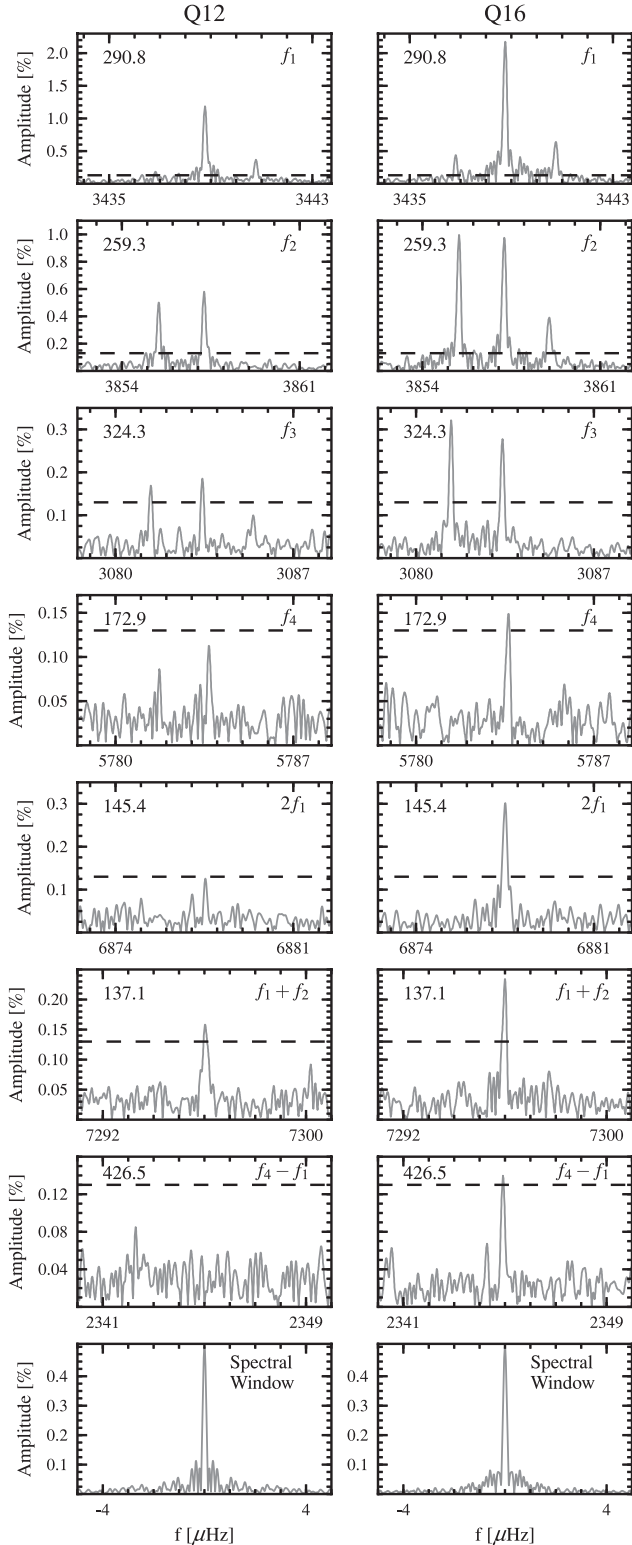 Q12 Q16
Amplitude [%] 2.0 1.5 1.0 0.5 290.8 f1 290.8 f1
3435 3443 3435 3443
Amplitude [%] 1.0 0.8 0.6 0.4 0.2 259.3 f2 259.3 f2
3854 3861 3854 3861
Amplitude [%] 0.3 0.2 0.1 324.3 f3 324.3 f3
3080 3087 3080 3087
Amplitude [%] 0.15 0.10 0.05 172.9 f4 172.9 f4
5780 5787 5780 5787
Amplitude [%] 0.3 0.2 0.1 145.4 2f1 145.4 2f1
6874 6881 6874 6881
Amplitude [%] 0.20 0.15 0.10 0.05 137.1 f1 + f2 137.1 f1 + f2
7292 7300 7292 7300
Amplitude [%] 0.12 0.08 0.04 426.5 f4 − f1 426.5 f4 − f1
2341 2349 2341 2349
Amplitude [%] 0.4 0.3 0.2 0.1 Spectral 0.4 0.3 0.2 0.1 Spectral
Window Window
-4 4 -4 4
f [μHz] f [μHz]